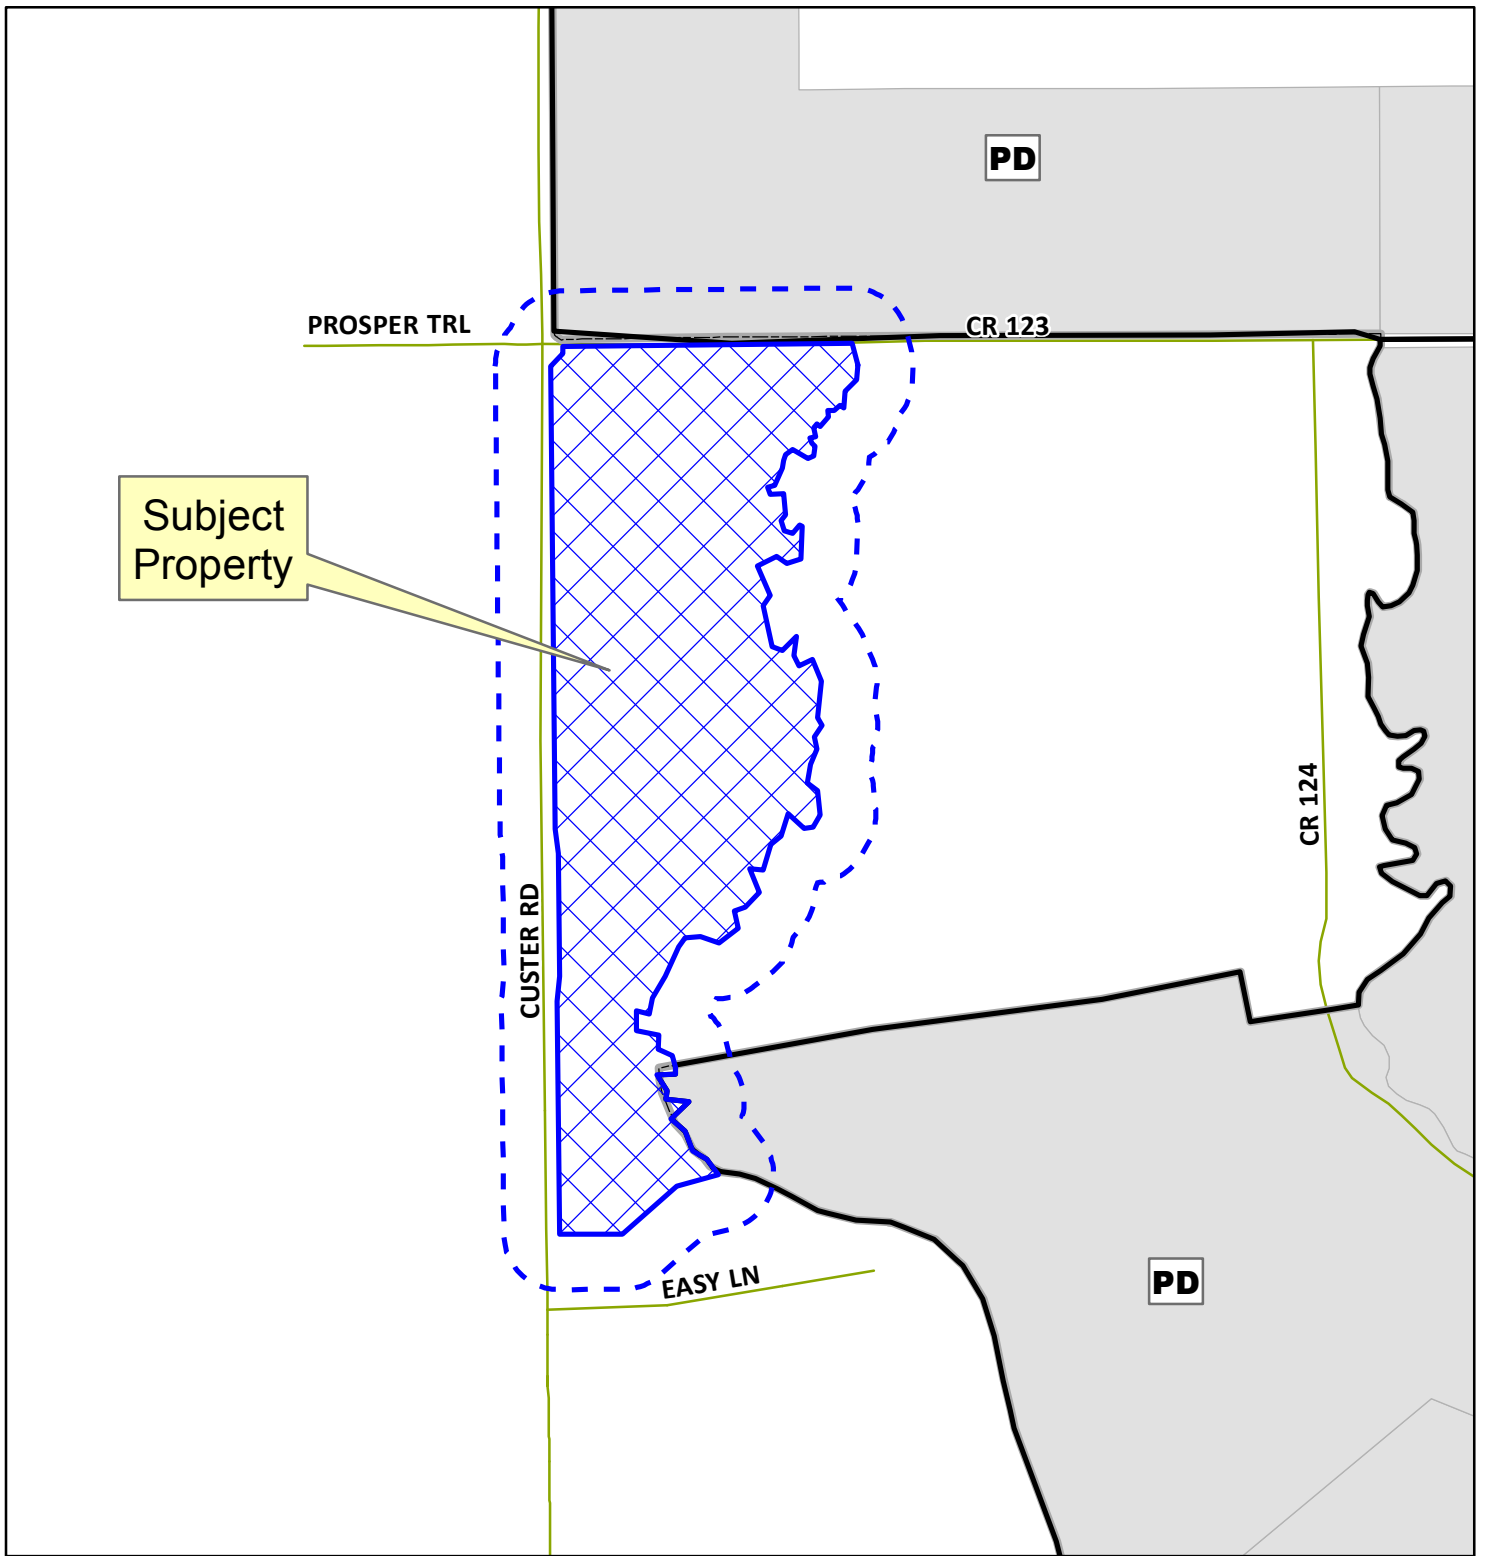 PD
PROSPER TRL
CR 123
Subject
Property
CR 124
CUSTER RD
EASY LN
PD